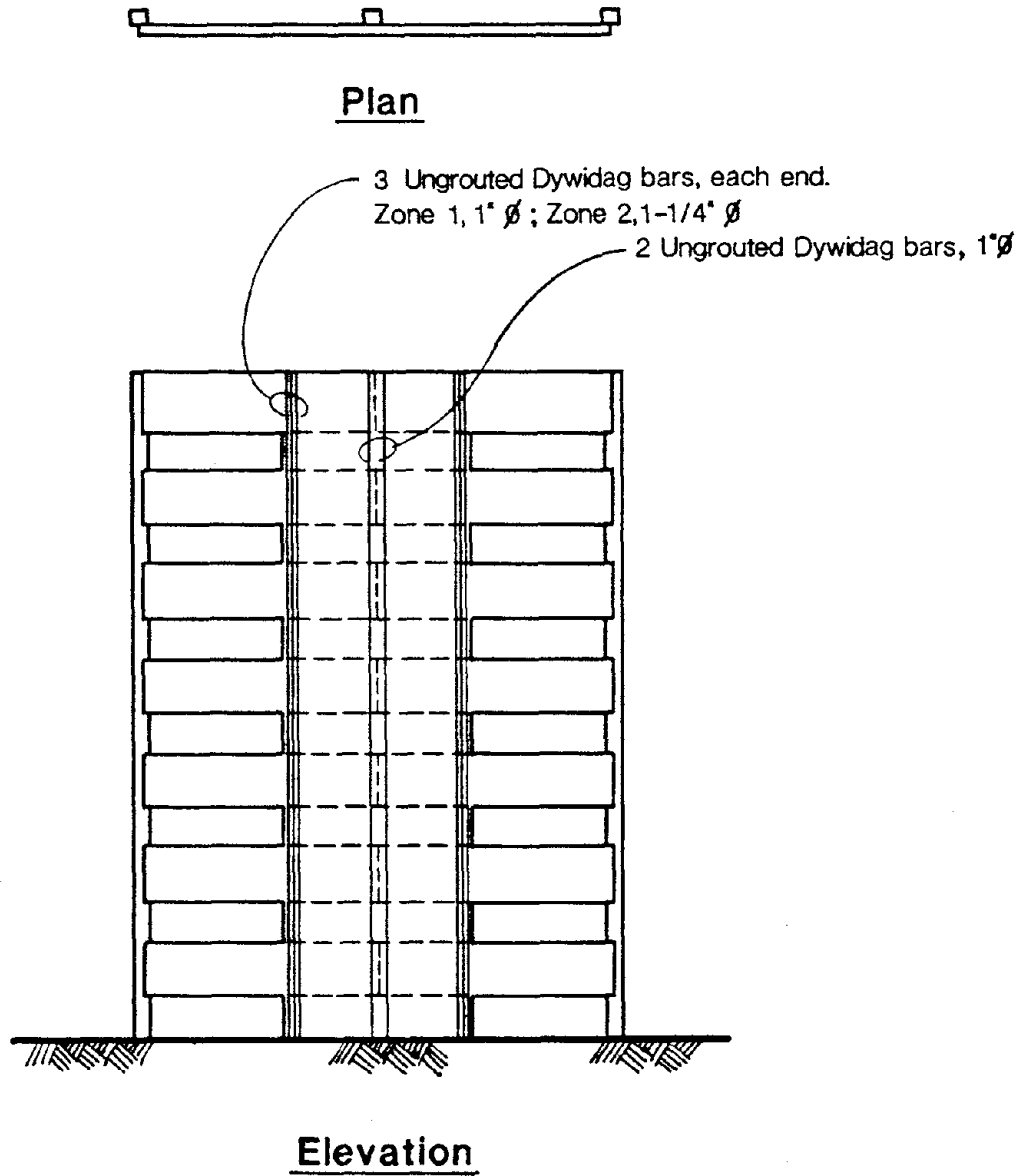 Plan
3 Ungrouted Dywidag bars, each end.
Zone 1, 1" Ø ; Zone 2, 1-1/4" Ø
2 Ungrouted Dywidag bars, 1"Ø
Elevation